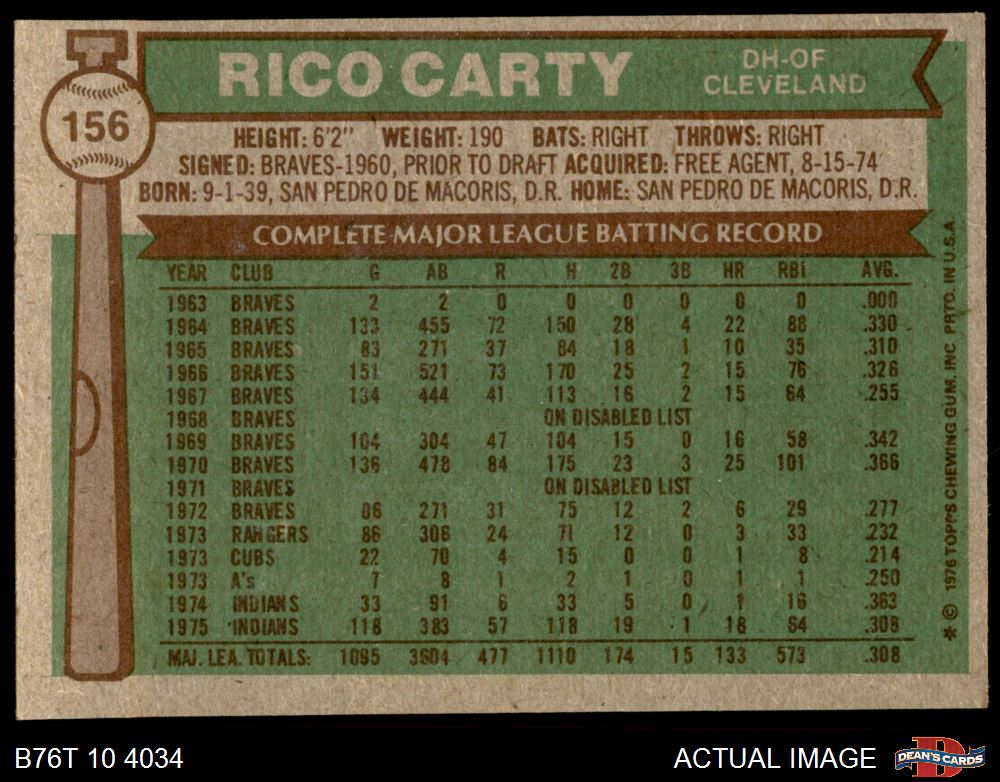 RICO CARTY
DH-OF
CLEVELAND
156
HEIGHT: 6'2" WEIGHT: 190 BATS: RIGHT THROWS: RIGHT
SIGNED: BRAVES-1960, PRIOR TO DRAFT ACQUIRED: FREE AGENT, 8-15-74
BORN: 9-1-39, SAN PEDRO DE MACORIS, D.R. HOME: SAN PEDRO DE MACORIS, D.R.
COMPLETE MAJOR LEAGUE BATTING RECORD
YEAR CLUB G AB R H 2B 3B HR RBI AVG.
1963 BRAVES 2 2 0 0 0 0 0 0 .000
1964 BRAVES 133 455 72 150 28 4 22 88 .330
1965 BRAVES 83 271 37 84 18 1 10 35 .310
1966 BRAVES 151 521 73 170 25 2 15 76 .326
1967 BRAVES 134 444 41 113 16 2 15 64 .255
1968 BRAVES ON DISABLED LIST
1969 BRAVES 104 304 47 104 15 0 16 58 .342
1970 BRAVES 136 478 84 175 23 3 25 101 .366
1971 BRAVES ON DISABLED LIST
1972 BRAVES 86 271 31 75 12 2 6 29 .277
1973 RANGERS 86 306 24 71 12 0 3 33 .232
1973 CUBS 22 70 4 15 0 0 1 8 .214
1973 A's 7 8 1 2 1 0 1 1 .250
1974 INDIANS 33 91 6 33 5 0 1 16 .363
1975 INDIANS 118 383 57 118 19 1 18 64 .308
MAJ. LEA. TOTALS: 1095 3604 477 1110 174 15 133 573 .308
* © 1976 TOPPS CHEWING GUM, INC PRTD. IN U.S.A.
B76T 10 4034
ACTUAL IMAGE
D
DEAN'S CARDS